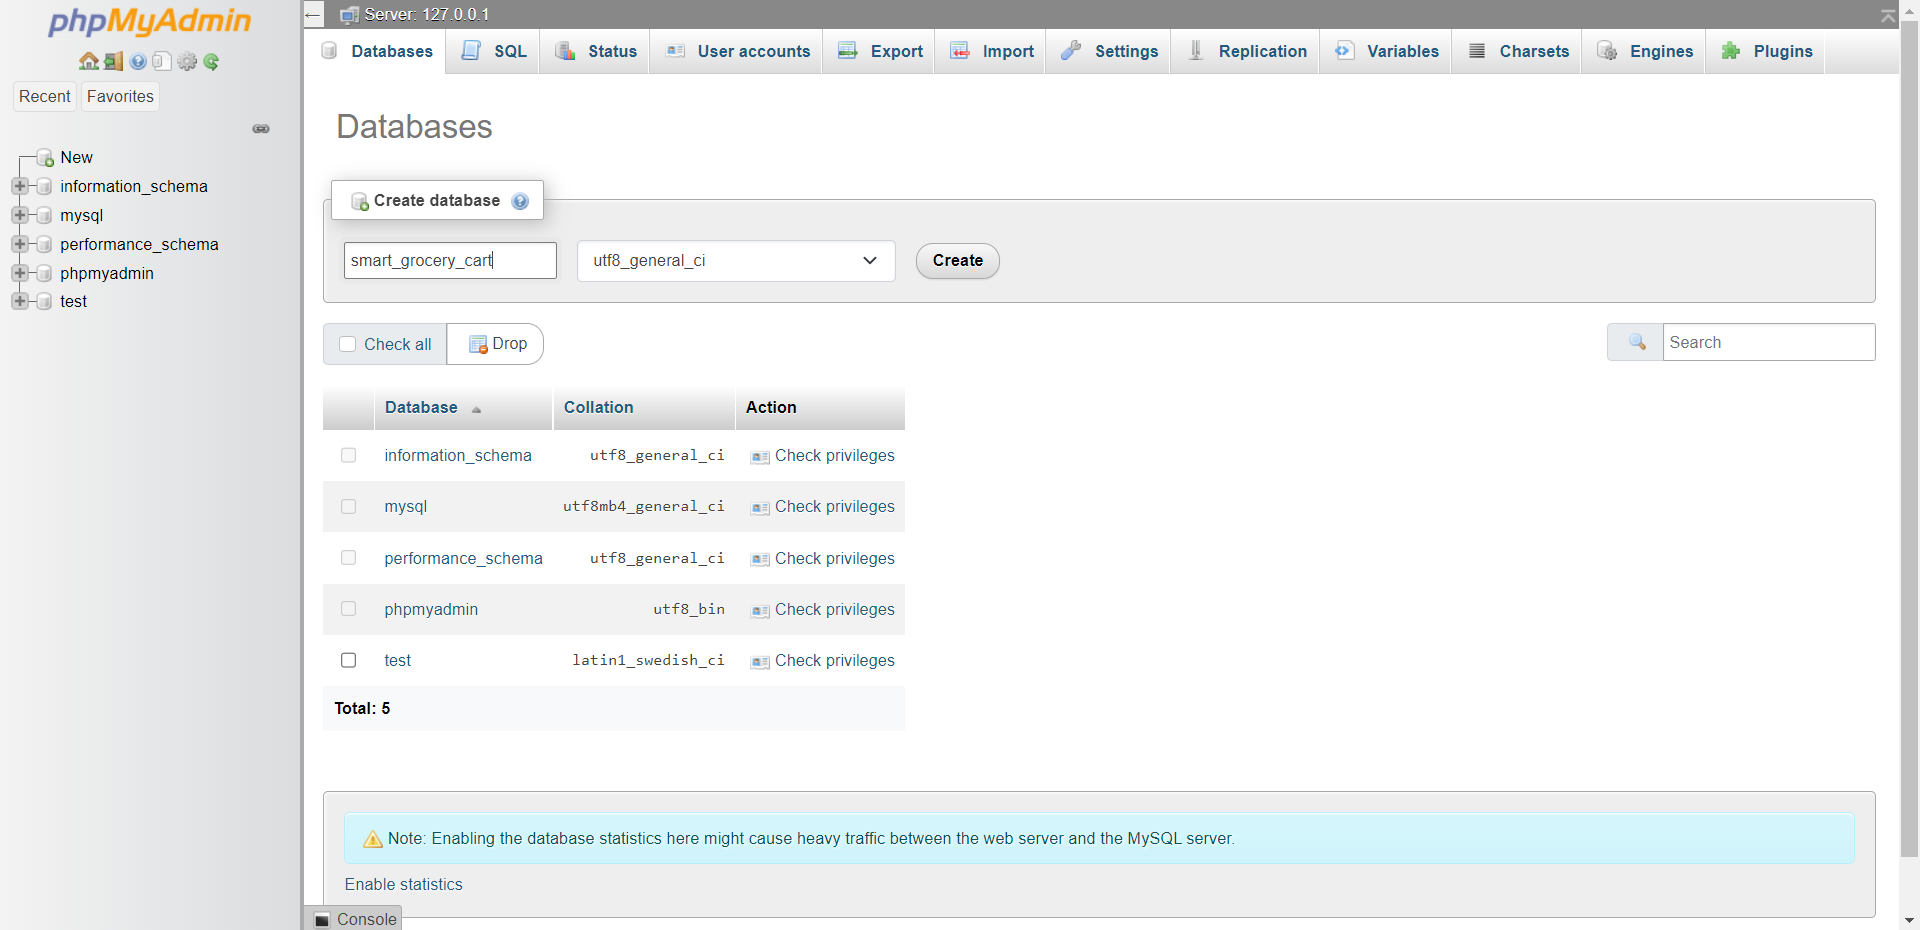 phpMyAdmin
Recent
Favorites
New
information_schema
mysql
performance_schema
phpmyadmin
test
Server: 127.0.0.1
Databases
SQL
Status
User accounts
Export
Import
Settings
Replication
Variables
Charsets
Engines
Plugins
Databases
Create database
smart_grocery_cart
utf8_general_ci
Create
Check all
Drop
Search
Database Collation Action
information_schema utf8_general_ci Check privileges
mysql utf8mb4_general_ci Check privileges
performance_schema utf8_general_ci Check privileges
phpmyadmin utf8_bin Check privileges
test latin1_swedish_ci Check privileges
Total: 5
Note: Enabling the database statistics here might cause heavy traffic between the web server and the MySQL server.
Enable statistics
Console